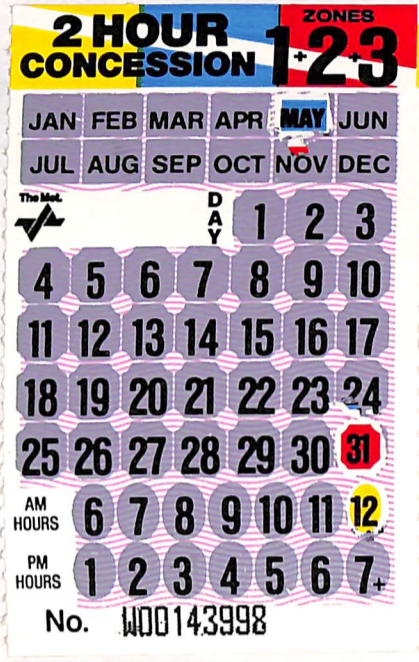 2 HOUR CONCESSION
ZONES
1+2+3
JAN FEB MAR APR MAY JUN
JUL AUG SEP OCT NOV DEC
The Met.
DAY
1 2 3
4 5 6 7 8 9 10
11 12 13 14 15 16 17
18 19 20 21 22 23 24
25 26 27 28 29 30 31
AM HOURS 6 7 8 9 10 11 12
PM HOURS 1 2 3 4 5 6 7+
No. W00143998